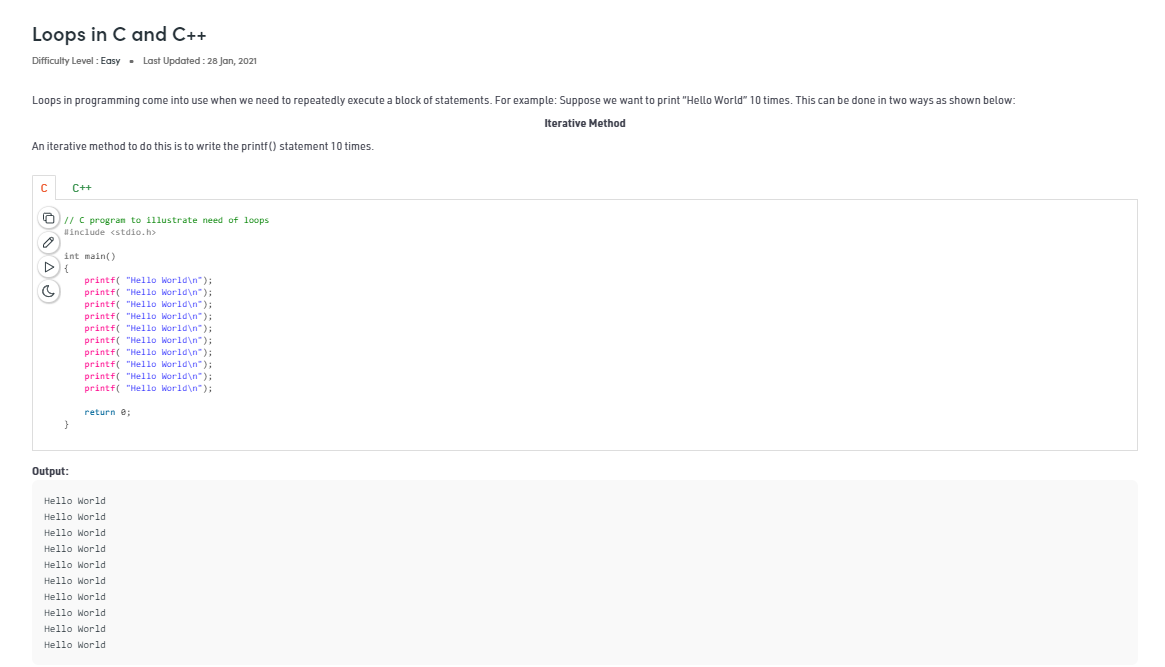 Loops in C and C++
Difficulty Level : Easy ▪ Last Updated : 28 Jan, 2021
Loops in programming come into use when we need to repeatedly execute a block of statements. For example: Suppose we want to print “Hello World” 10 times. This can be done in two ways as shown below:
Iterative Method
An iterative method to do this is to write the printf() statement 10 times.
C C++
// C program to illustrate need of loops
#include <stdio.h>
int main()
{
printf( "Hello World\n");
printf( "Hello World\n");
printf( "Hello World\n");
printf( "Hello World\n");
printf( "Hello World\n");
printf( "Hello World\n");
printf( "Hello World\n");
printf( "Hello World\n");
printf( "Hello World\n");
printf( "Hello World\n");
return 0;
}
Output:
Hello World
Hello World
Hello World
Hello World
Hello World
Hello World
Hello World
Hello World
Hello World
Hello World